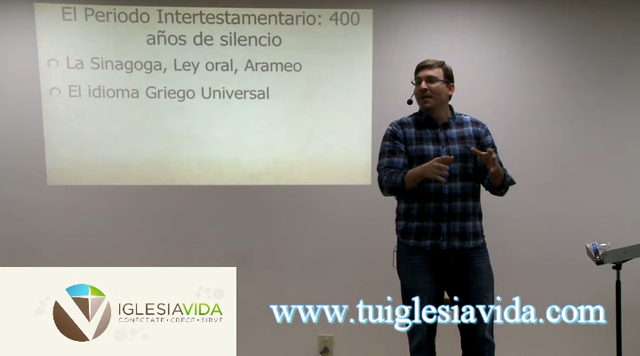 El Periodo Intertestamentario: 400
años de silencio
La Sinagoga, Ley oral, Arameo
El idioma Griego Universal
IGLESIAVIDA
CONECTATE • CRECE • SIRVE
www.tuiglesiavida.com